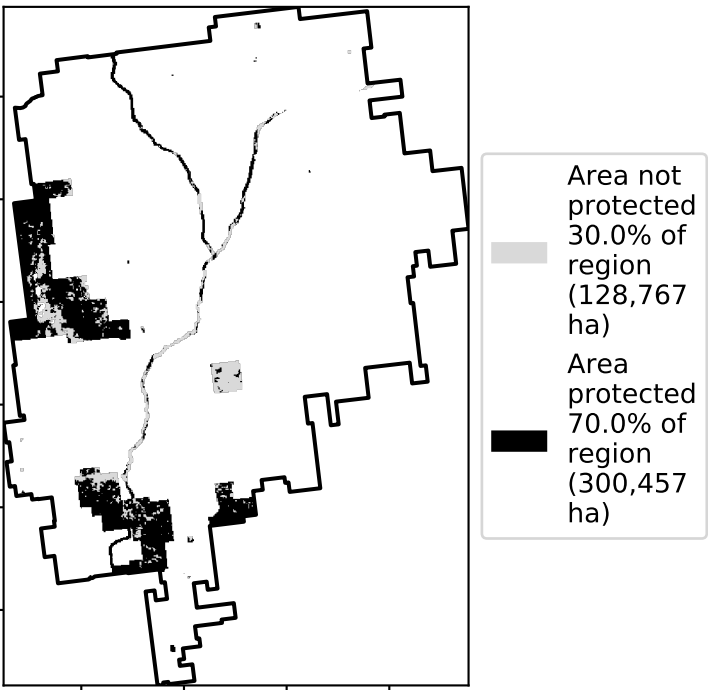 Area not
protected
30.0% of
region
(128,767
ha)
Area
protected
70.0% of
region
(300,457
ha)